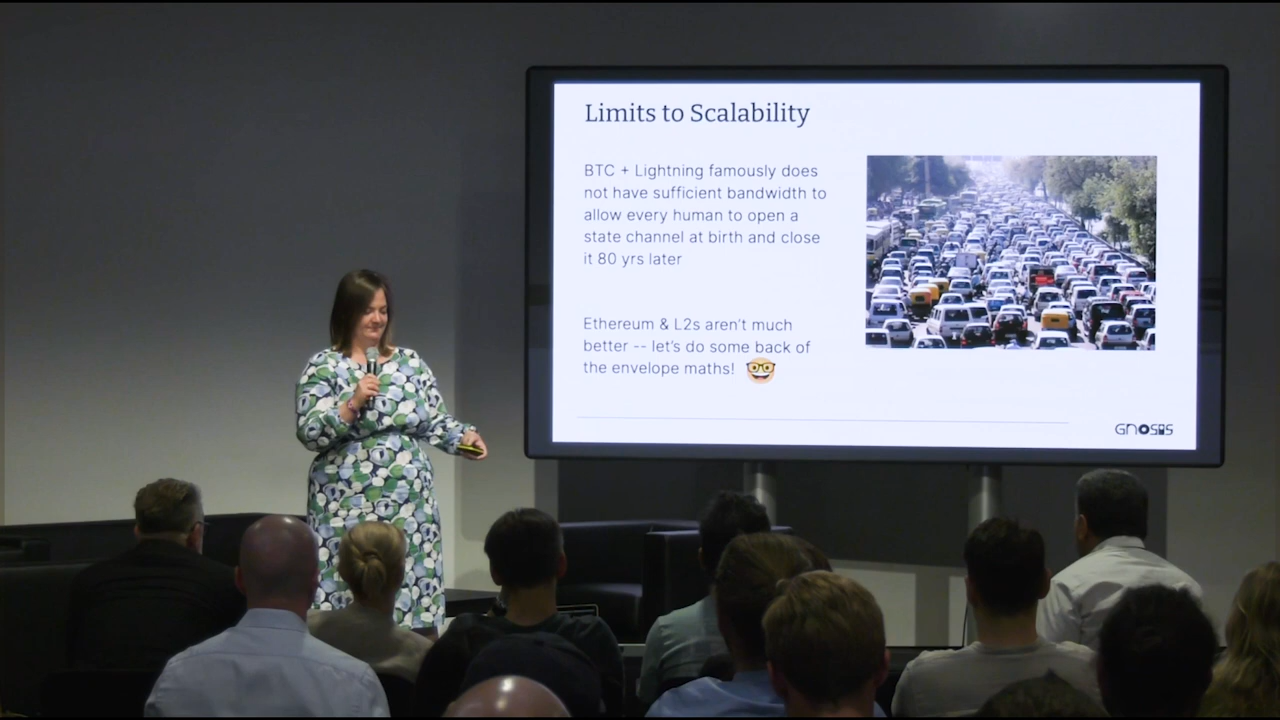 Limits to Scalability
BTC + Lightning famously does
not have sufficient bandwidth to
allow every human to open a
state channel at birth and close
it 80 yrs later
Ethereum & L2s aren't much
better -- let's do some back of
the envelope maths! 🤓
GNOSIS